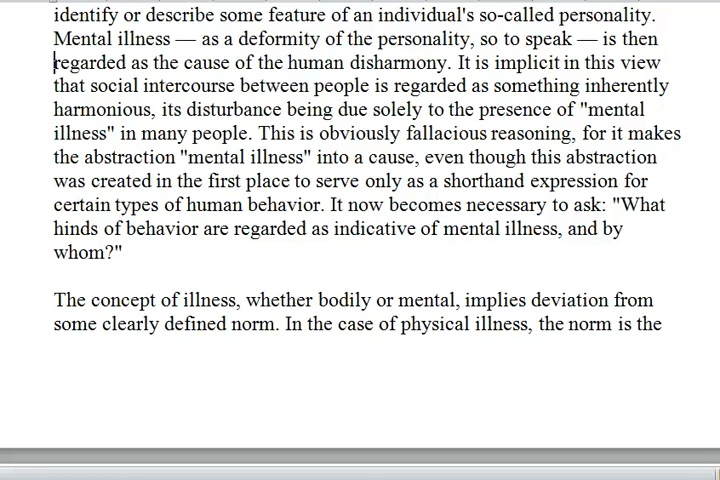 identify or describe some feature of an individual's so-called personality.
Mental illness — as a deformity of the personality, so to speak — is then
regarded as the cause of the human disharmony. It is implicit in this view
that social intercourse between people is regarded as something inherently
harmonious, its disturbance being due solely to the presence of "mental
illness" in many people. This is obviously fallacious reasoning, for it makes
the abstraction "mental illness" into a cause, even though this abstraction
was created in the first place to serve only as a shorthand expression for
certain types of human behavior. It now becomes necessary to ask: "What
hinds of behavior are regarded as indicative of mental illness, and by
whom?"
The concept of illness, whether bodily or mental, implies deviation from
some clearly defined norm. In the case of physical illness, the norm is the